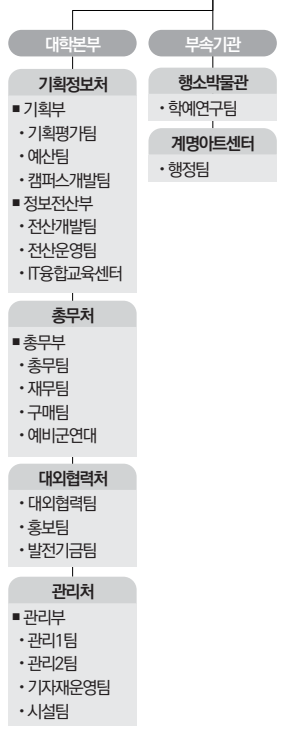 대학본부
기획정보처
■ 기획부
• 기획평가팀
• 예산팀
• 캠퍼스개발팀
■ 정보전산부
• 전산개발팀
• 전산운영팀
• IT융합교육센터
총무처
■ 총무부
• 총무팀
• 재무팀
• 구매팀
• 예비군연대
대외협력처
• 대외협력팀
• 홍보팀
• 발전기금팀
관리처
■ 관리부
• 관리1팀
• 관리2팀
• 기자재운영팀
• 시설팀
부속기관
행소박물관
• 학예연구팀
계명아트센터
• 행정팀